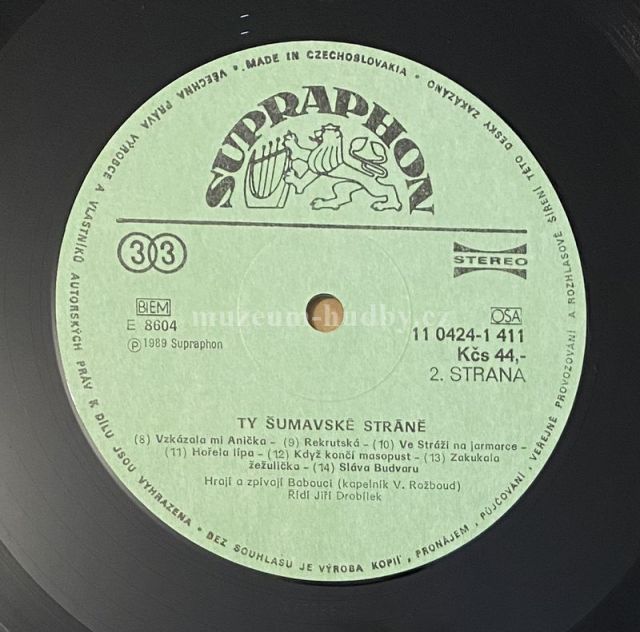 • MADE IN CZECHOSLOVAKIA • VŠECHNA PRÁVA VÝROBCE A VLASTNÍKŮ AUTORSKÝCH PRÁV K DÍLU JSOU VYHRAZENA • BEZ SOUHLASU JE VÝROBA KOPIÍ, PRONÁJEM, PŮJČOVÁNÍ, VEŘEJNÉ PROVOZOVÁNÍ A ROZHLASOVÉ ŠÍŘENÍ TÉTO DESKY ZAKÁZÁNO
SUPRAPHON
33
STEREO
BIEM
E 8604
℗ 1989 Supraphon
muzeum-hudby.cz
OSA
11 0424-1 411
Kčs 44,-
2. STRANA
TY ŠUMAVSKÉ STRÁNĚ
(8) Vzkázala mi Anička - (9) Rekrutská - (10) Ve Stráži na jarmarce -
(11) Hořela lípa - (12) Když končí masopust - (13) Zakukala
žežulička - (14) Sláva Budvaru
Hrají a zpívají Babouci (kapelník V. Rožboud)
Řídí Jiří Drobílek